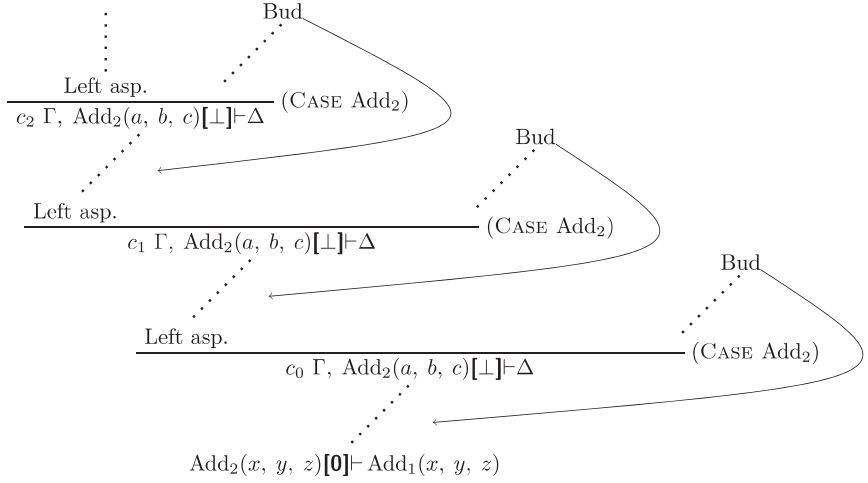 Bud
Left asp.
(CASE Add₂)
c₂ Γ, Add₂(a, b, c)[⊥]⊢Δ
Bud
Left asp.
(CASE Add₂)
c₁ Γ, Add₂(a, b, c)[⊥]⊢Δ
Bud
Left asp.
(CASE Add₂)
c₀ Γ, Add₂(a, b, c)[⊥]⊢Δ
Add₂(x, y, z)[0]⊢Add₁(x, y, z)